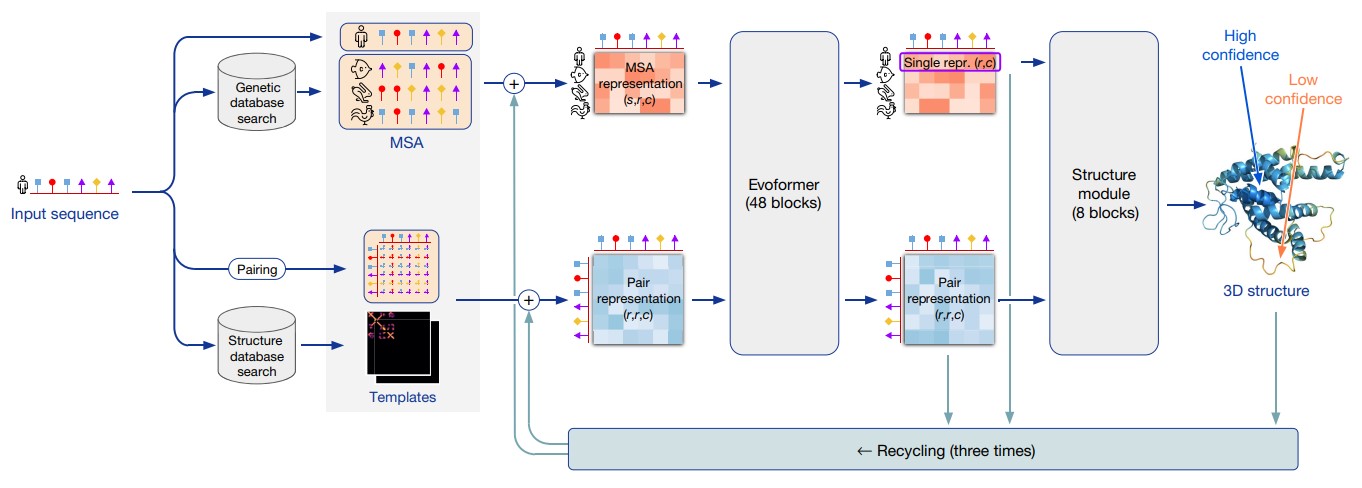 Input sequence
Genetic
database
search
MSA
Pairing
Structure
database
search
Templates
+
+
MSA
representation
(s,r,c)
Pair
representation
(r,r,c)
Evoformer
(48 blocks)
Single repr. (r,c)
Pair
representation
(r,r,c)
Structure
module
(8 blocks)
High
confidence
Low
confidence
3D structure
← Recycling (three times)